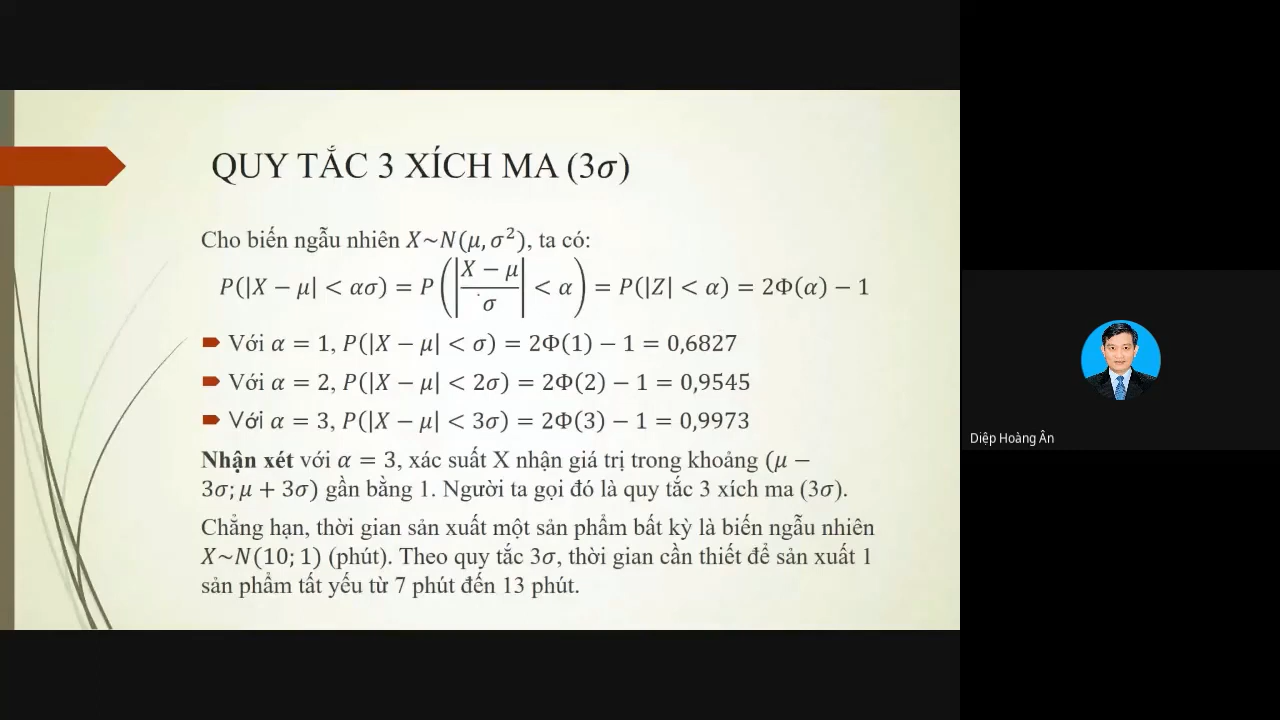 QUY TẮC 3 XÍCH MA (3𝜎)
Cho biến ngẫu nhiên 𝑋~𝑁(𝜇, 𝜎²), ta có:
𝑃(|𝑋 − 𝜇| < 𝛼𝜎) = 𝑃(|(𝑋 − 𝜇)/𝜎| < 𝛼) = 𝑃(|𝑍| < 𝛼) = 2Φ(𝛼) − 1
Với 𝛼 = 1, 𝑃(|𝑋 − 𝜇| < 𝜎) = 2Φ(1) − 1 = 0,6827
Với 𝛼 = 2, 𝑃(|𝑋 − 𝜇| < 2𝜎) = 2Φ(2) − 1 = 0,9545
Với 𝛼 = 3, 𝑃(|𝑋 − 𝜇| < 3𝜎) = 2Φ(3) − 1 = 0,9973
Nhận xét với 𝛼 = 3, xác suất X nhận giá trị trong khoảng (𝜇 −
3𝜎; 𝜇 + 3𝜎) gần bằng 1. Người ta gọi đó là quy tắc 3 xích ma (3𝜎).
Chẳng hạn, thời gian sản xuất một sản phẩm bất kỳ là biến ngẫu nhiên
𝑋~𝑁(10; 1) (phút). Theo quy tắc 3𝜎, thời gian cần thiết để sản xuất 1
sản phẩm tất yếu từ 7 phút đến 13 phút.
Diệp Hoàng Ân